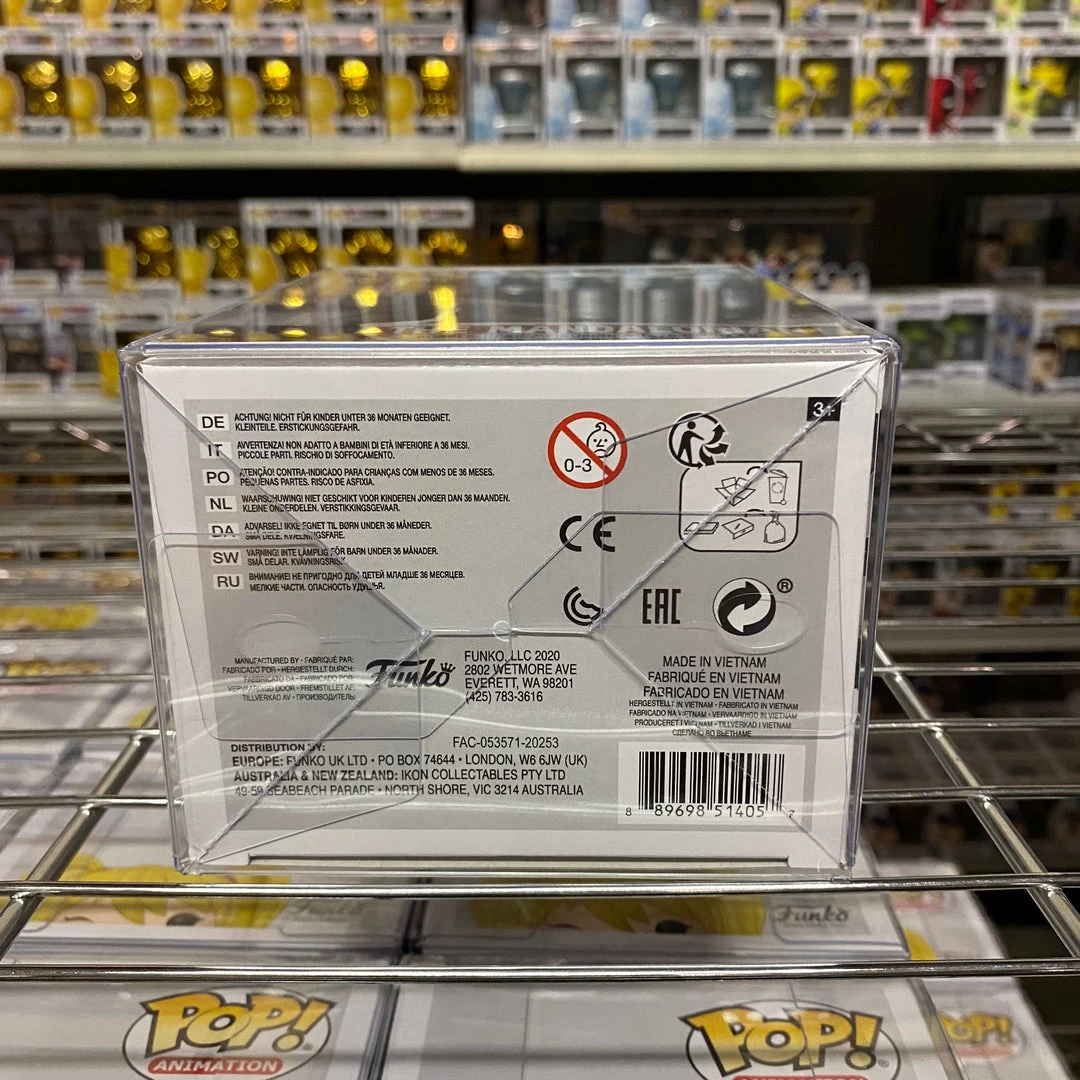 THE MANDALORIAN
3+
DE ACHTUNG! NICHT FÜR KINDER UNTER 36 MONATEN GEEIGNET.
KLEINTEILE. ERSTICKUNGSGEFAHR.
IT AVVERTENZA! NON ADATTO A BAMBINI DI ETÀ INFERIORE A 36 MESI.
PICCOLE PARTI. RISCHIO DI SOFFOCAMENTO.
PO ATENÇÃO! CONTRA-INDICADO PARA CRIANÇAS COM MENOS DE 36 MESES.
PEQUENAS PARTES. RISCO DE ASFIXIA.
NL WAARSCHUWING! NIET GESCHIKT VOOR KINDEREN JONGER DAN 36 MAANDEN.
KLEINE ONDERDELEN. VERSTIKKINGSGEVAAR.
DA ADVARSEL! IKKE EGNET TIL BØRN UNDER 36 MÅNEDER.
SMÅ DELE. KVÆLNINGSFARE.
SW VARNING! INTE LÄMPLIG FÖR BARN UNDER 36 MÅNADER.
SMÅ DELAR. KVÄVNINGSRISK
RU ВНИМАНИЕ! НЕ ПРИГОДНО ДЛЯ ДЕТЕЙ МЛАДШЕ 36 МЕСЯЦЕВ.
МЕЛКИЕ ЧАСТИ. ОПАСНОСТЬ УДУШЬЯ.
0-3
CE
EAC
®
MANUFACTURED BY • FABRIQUÉ PAR:
FABRICADO POR • HERGESTELLT DURCH:
FABBRICATO DA • FABRICADO POR:
VERVAARDIGD DOOR • FREMSTILLET AF:
TILLVERKAD AV • ПРОИЗВОДИТЕЛЬ:
Funko
FUNKO, LLC 2020
2802 WETMORE AVE
EVERETT, WA 98201
(425) 783-3616
MADE IN VIETNAM
FABRIQUÉ EN VIETNAM
FABRICADO EN VIETNAM
HERGESTELLT IN VIETNAM • FABBRICATO IN VIETNAM
FABRICADO NA VIETNAM • VERVAARDIGD IN VIETNAM
PRODUCERET I VIETNAM • TILLVERKAD I VIETNAM
СДЕЛАНО ВО ВЬЕТНАМЕ
FAC-053571-20253
DISTRIBUTION BY:
EUROPE: FUNKO UK LTD • PO BOX 74644 • LONDON, W6 6JW (UK)
AUSTRALIA & NEW ZEALAND: IKON COLLECTABLES PTY LTD
49-59 SEABEACH PARADE • NORTH SHORE, VIC 3214 AUSTRALIA
8 89698 51405 7
Funko
Funko
POP!
ANIMATION
POP!
ANIMATION
POP!